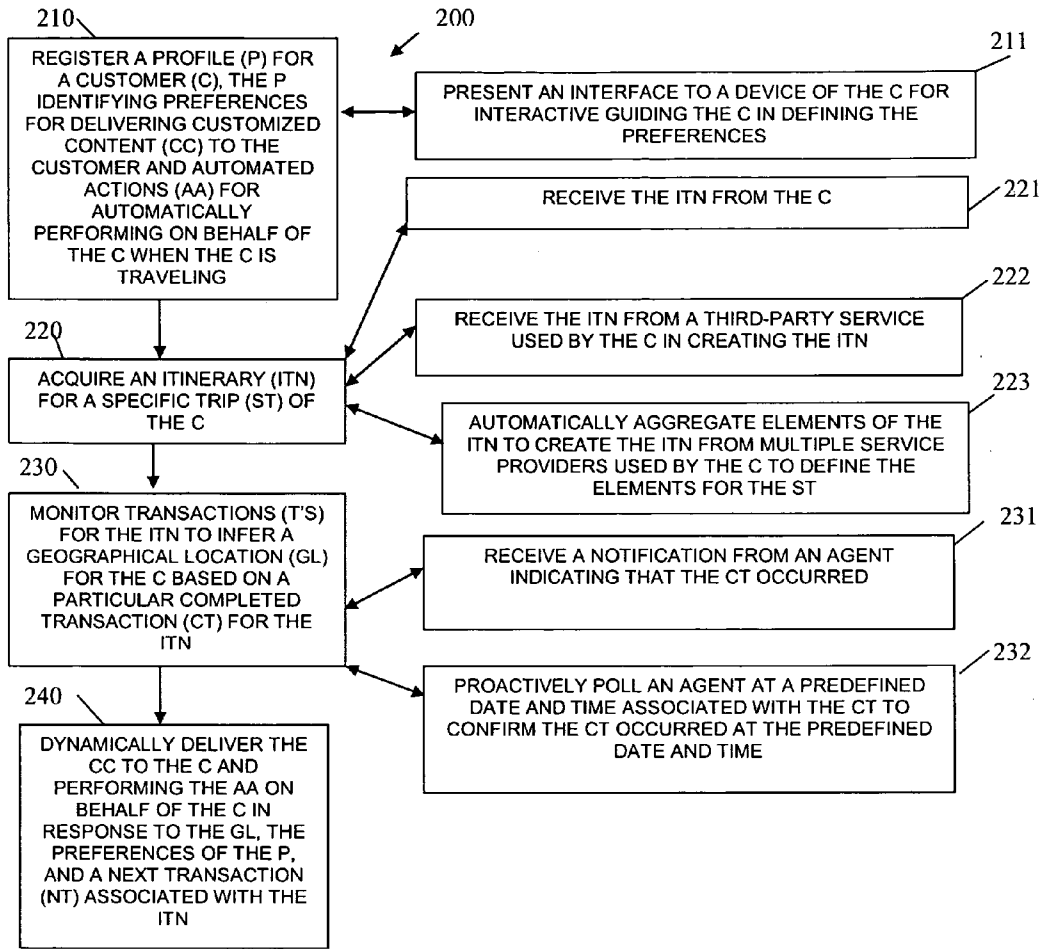 210
200
REGISTER A PROFILE (P) FOR
A CUSTOMER (C), THE P
IDENTIFYING PREFERENCES
FOR DELIVERING CUSTOMIZED
CONTENT (CC) TO THE
CUSTOMER AND AUTOMATED
ACTIONS (AA) FOR
AUTOMATICALLY
PERFORMING ON BEHALF OF
THE C WHEN THE C IS
TRAVELING
211
PRESENT AN INTERFACE TO A DEVICE OF THE C FOR
INTERACTIVE GUIDING THE C IN DEFINING THE
PREFERENCES
221
RECEIVE THE ITN FROM THE C
222
RECEIVE THE ITN FROM A THIRD-PARTY SERVICE
USED BY THE C IN CREATING THE ITN
220
ACQUIRE AN ITINERARY (ITN)
FOR A SPECIFIC TRIP (ST) OF
THE C
223
AUTOMATICALLY AGGREGATE ELEMENTS OF THE
ITN TO CREATE THE ITN FROM MULTIPLE SERVICE
PROVIDERS USED BY THE C TO DEFINE THE
ELEMENTS FOR THE ST
230
MONITOR TRANSACTIONS (T'S)
FOR THE ITN TO INFER A
GEOGRAPHICAL LOCATION (GL)
FOR THE C BASED ON A
PARTICULAR COMPLETED
TRANSACTION (CT) FOR THE
ITN
231
RECEIVE A NOTIFICATION FROM AN AGENT
INDICATING THAT THE CT OCCURRED
232
PROACTIVELY POLL AN AGENT AT A PREDEFINED
DATE AND TIME ASSOCIATED WITH THE CT TO
CONFIRM THE CT OCCURRED AT THE PREDEFINED
DATE AND TIME
240
DYNAMICALLY DELIVER THE
CC TO THE C AND
PERFORMING THE AA ON
BEHALF OF THE C IN
RESPONSE TO THE GL, THE
PREFERENCES OF THE P,
AND A NEXT TRANSACTION
(NT) ASSOCIATED WITH THE
ITN